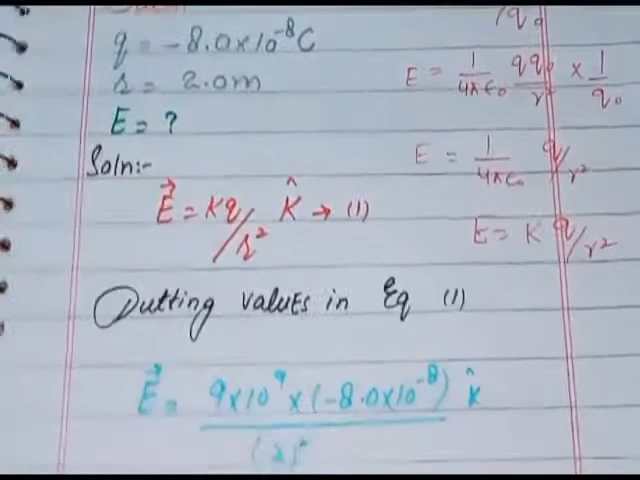 q = -8.0×10⁻⁸C
r = 2.0m
E = ?
Soln:-
E⃗ = Kq/r² K̂ → (1)
Putting values in Eq (1)
E⃗ = 9×10⁹×(-8.0×10⁻⁸) K̂
(2)²
/q₀
E = 1/4πε₀ qq₀/r × 1/q₀
E = 1/4πε₀ q/r²
E = K q/r²